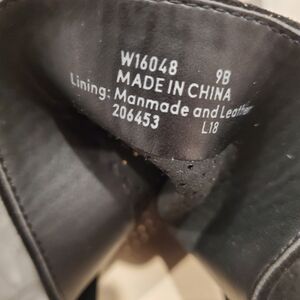 W16048 9B
MADE IN CHINA
Lining: Manmade and Leather
206453 L18